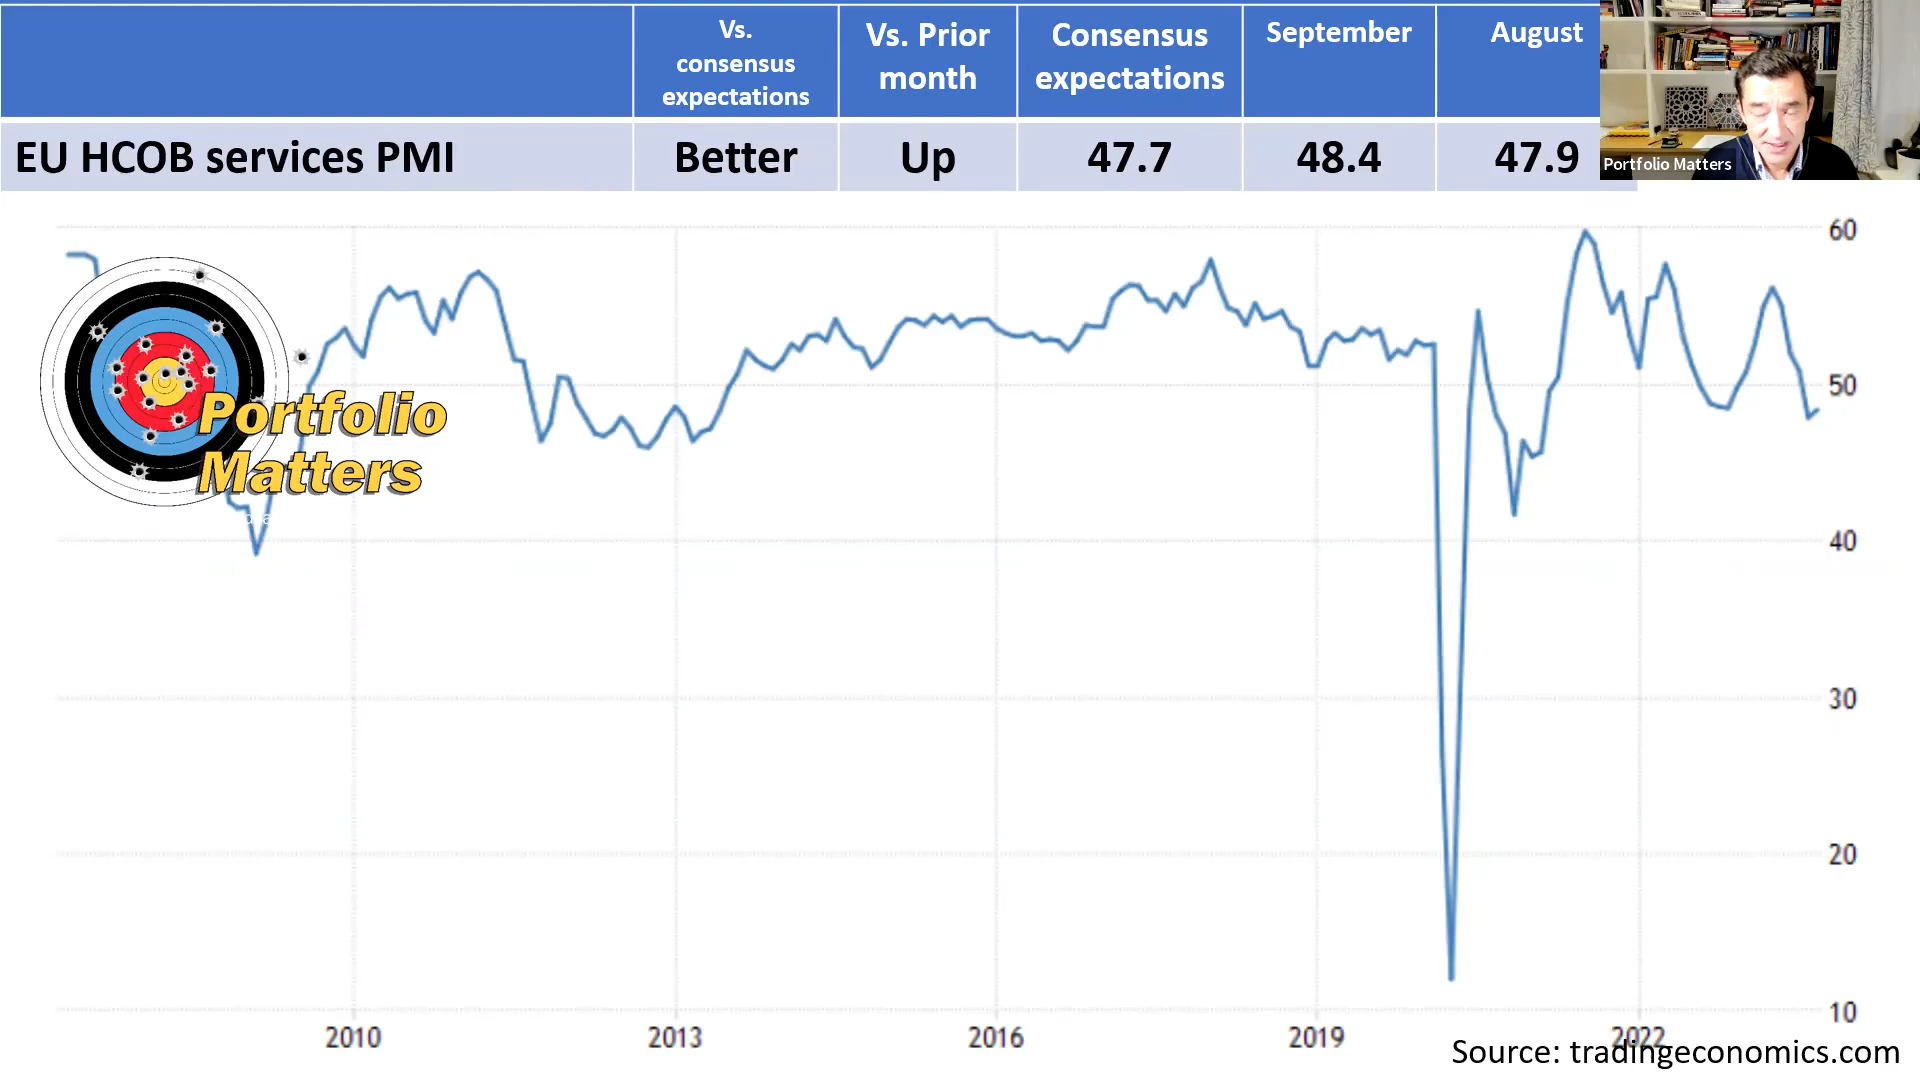 Vs.
consensus
expectations
Vs. Prior
month
Consensus
expectations
September
August
EU HCOB services PMI
Better
Up
47.7
48.4
47.9
Portfolio Matters
60
50
40
30
20
10
Portfolio
Matters
2010
2013
2016
2019
2022
Source: tradingeconomics.com